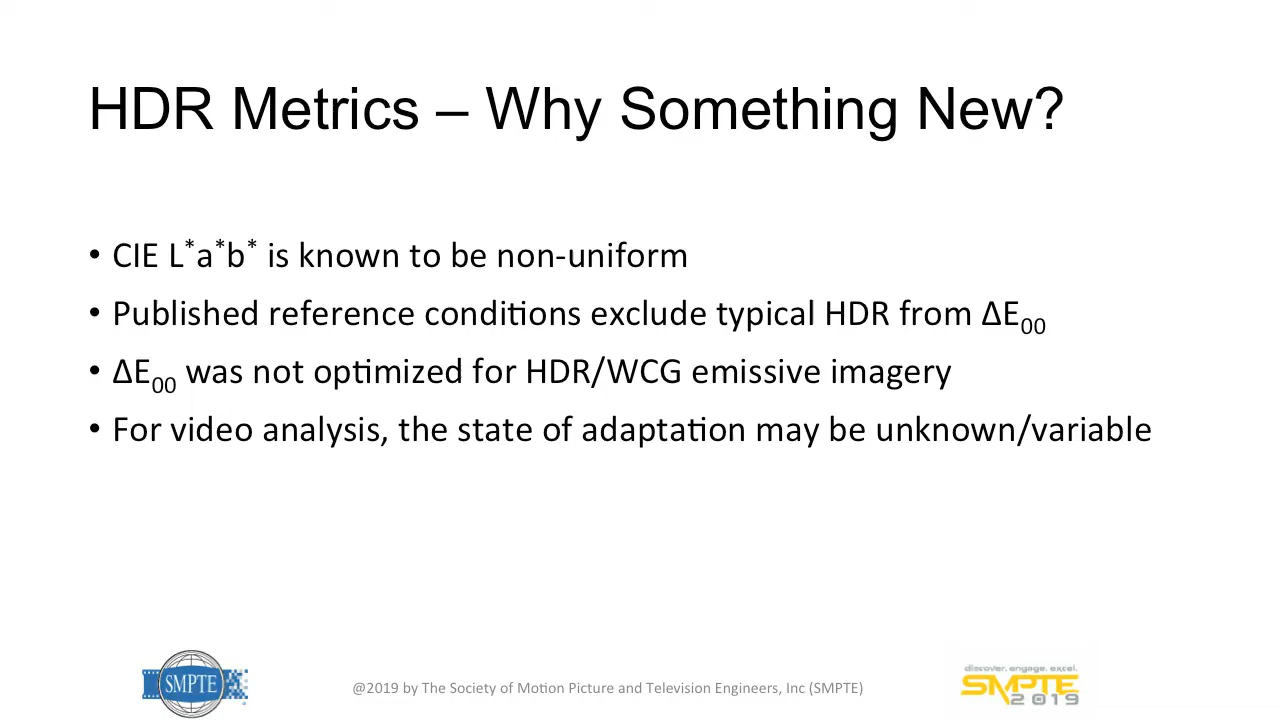 HDR Metrics – Why Something New?
• CIE L*a*b* is known to be non-uniform
• Published reference conditions exclude typical HDR from ΔE00
• ΔE00 was not optimized for HDR/WCG emissive imagery
• For video analysis, the state of adaptation may be unknown/variable
SMPTE
@2019 by The Society of Motion Picture and Television Engineers, Inc (SMPTE)
discover. engage. excel.
SMPTE
2019